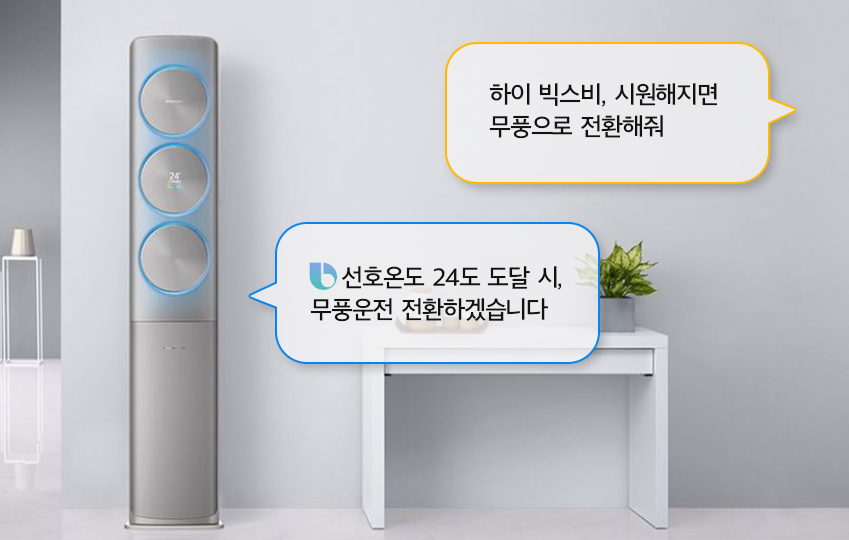 하이 빅스비, 시원해지면
무풍으로 전환해줘
24°
선호온도 24도 도달 시,
무풍운전 전환하겠습니다